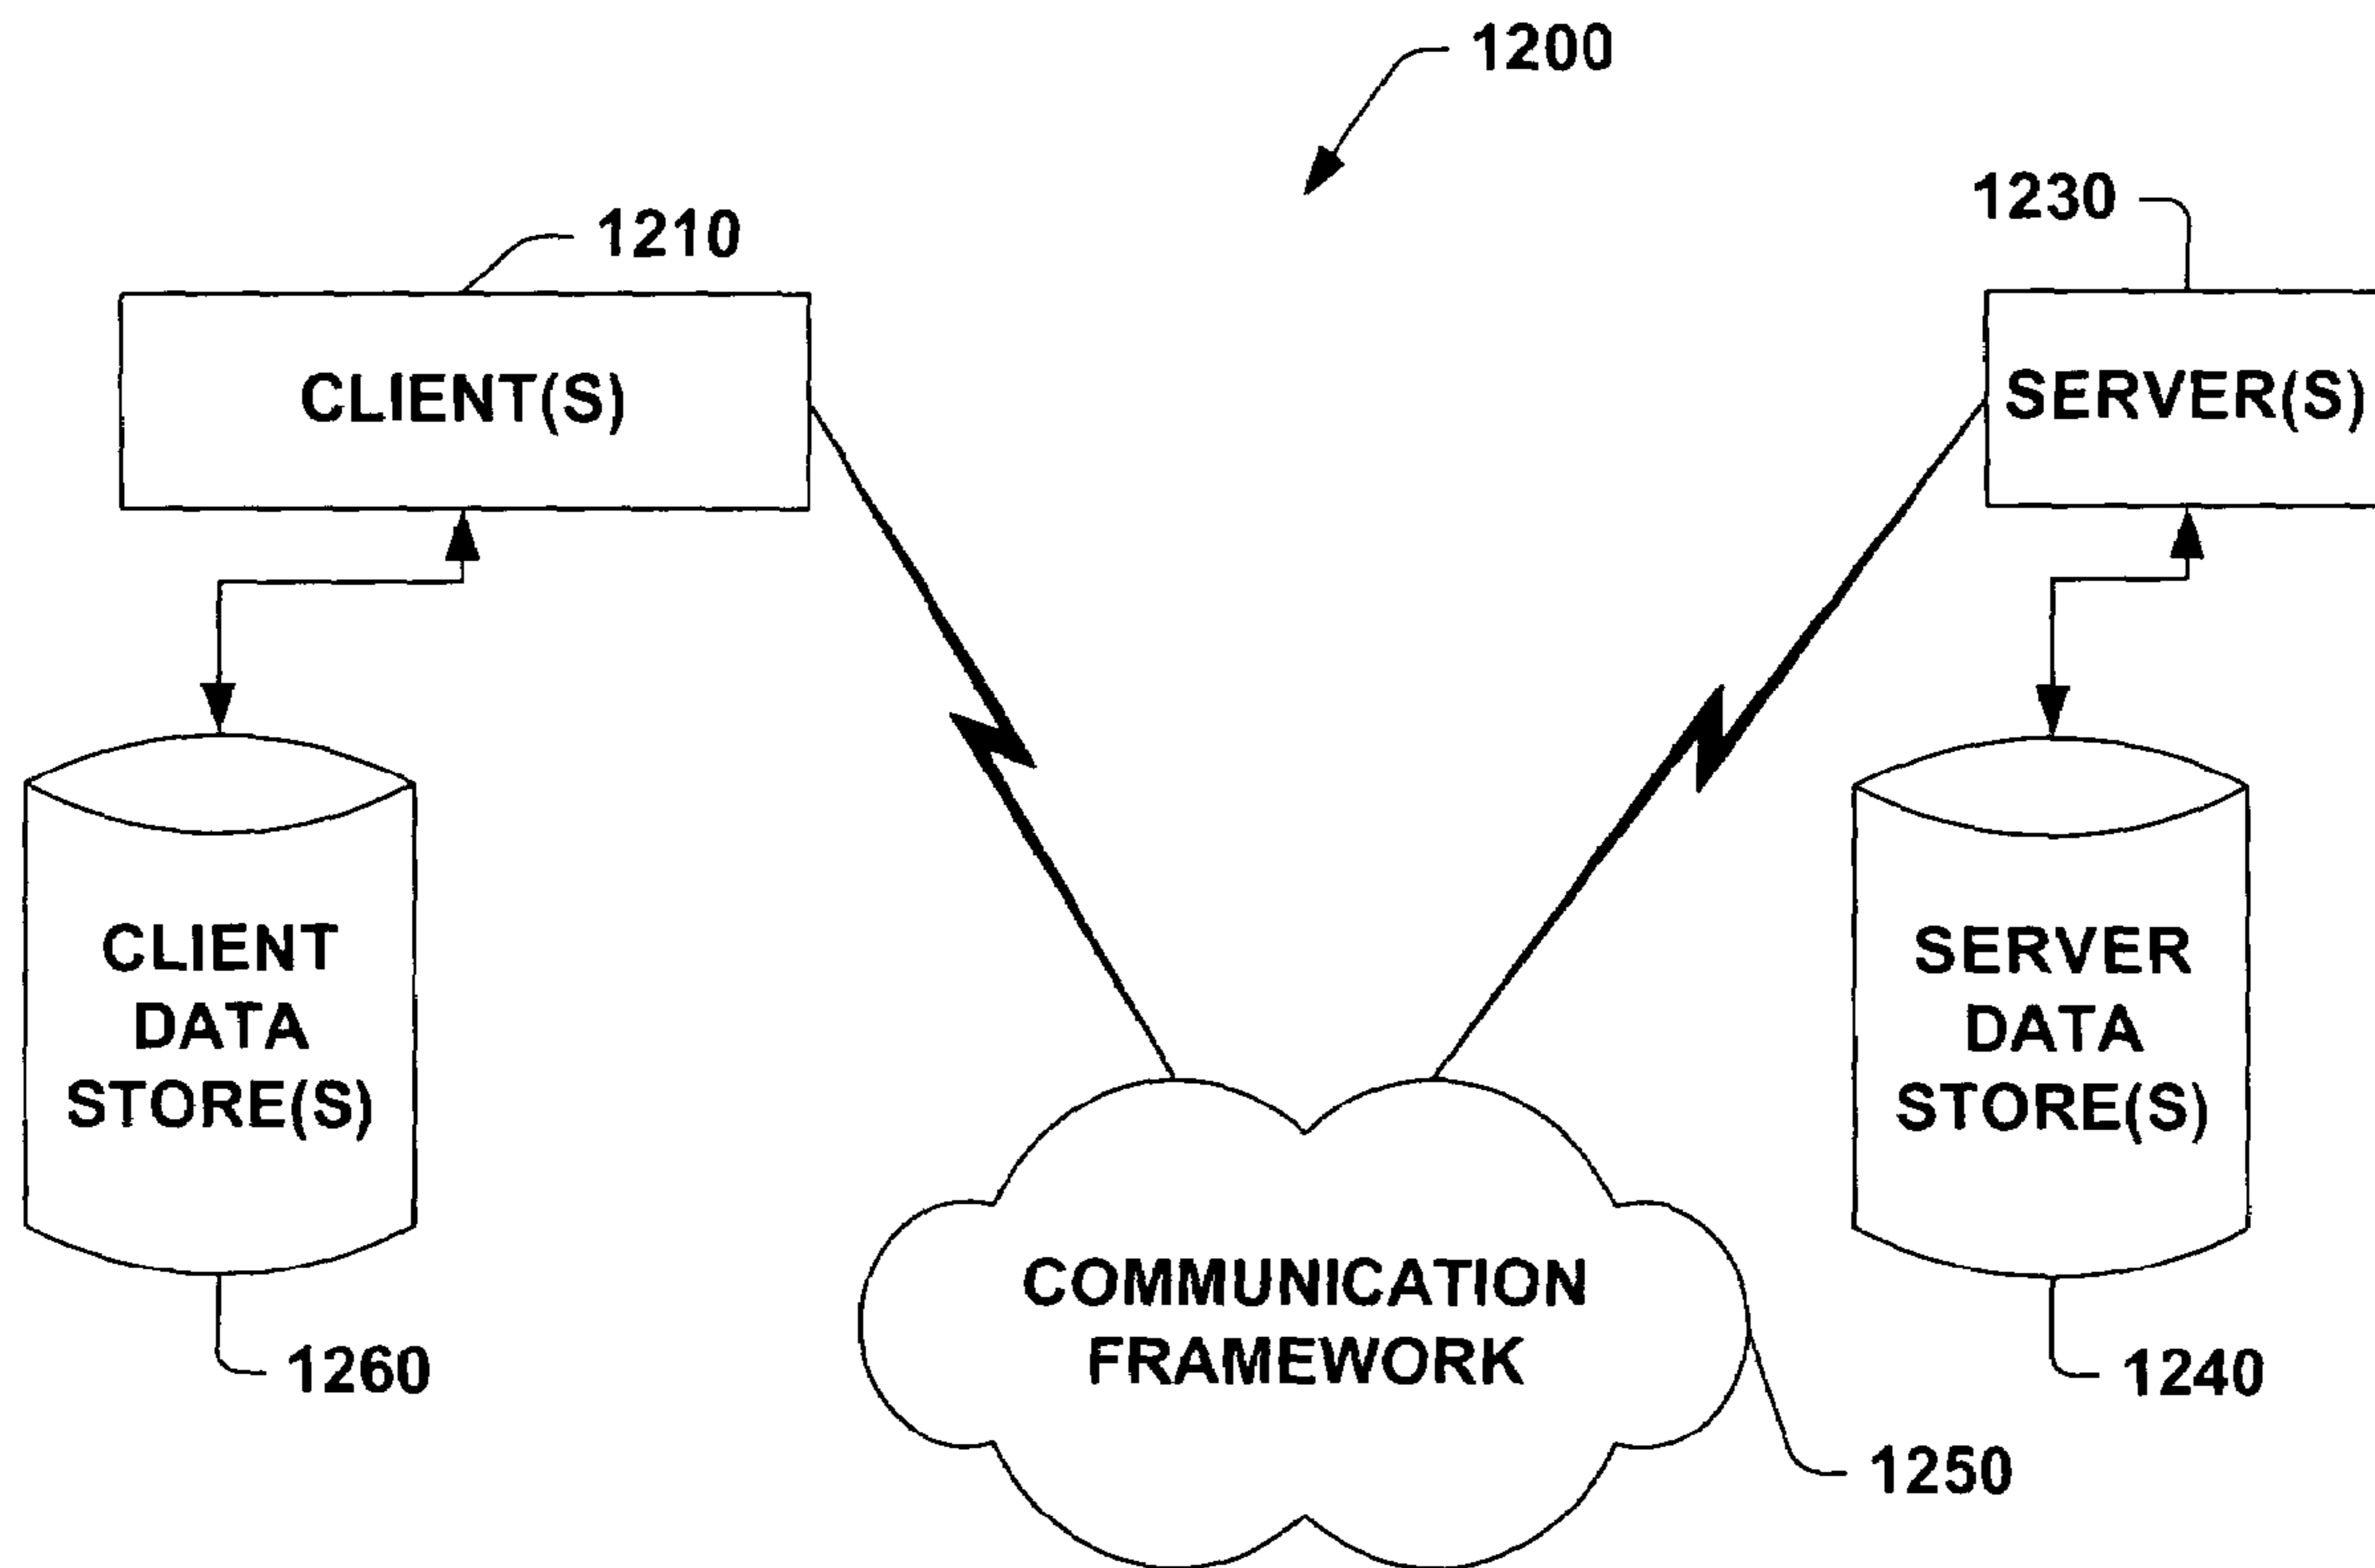 1200
1210
1230
CLIENT(S)
SERVER(S)
CLIENT
DATA
STORE(S)
SERVER
DATA
STORE(S)
COMMUNICATION
FRAMEWORK
1260
1240
1250